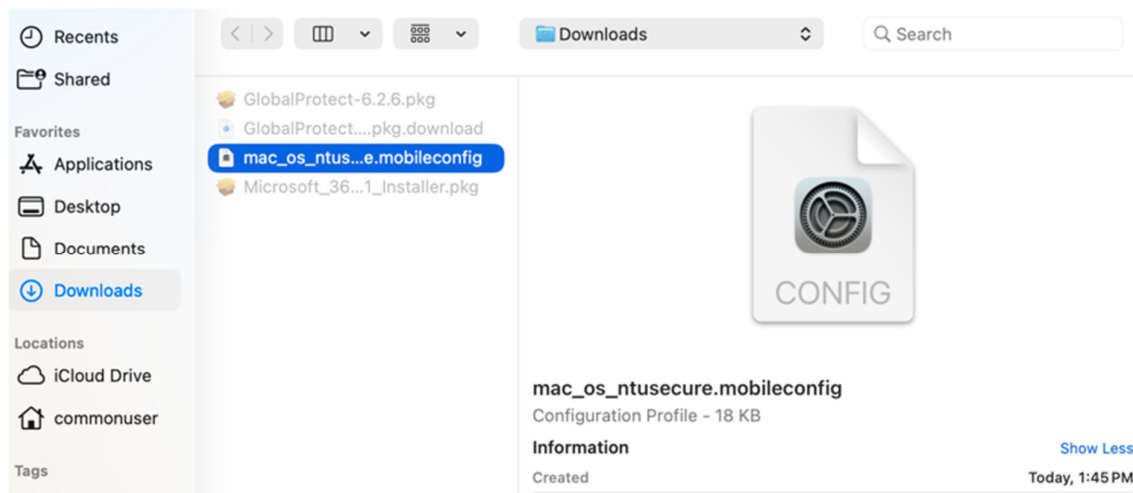 Recents
Shared
Favorites
Applications
Desktop
Documents
Downloads
Locations
iCloud Drive
commonuser
Tags
Downloads
Search
GlobalProtect-6.2.6.pkg
GlobalProtect....pkg.download
mac_os_ntus...e.mobileconfig
Microsoft_36...1_Installer.pkg
CONFIG
mac_os_ntusecure.mobileconfig
Configuration Profile - 18 KB
Information Show Less
Created Today, 1:45 PM